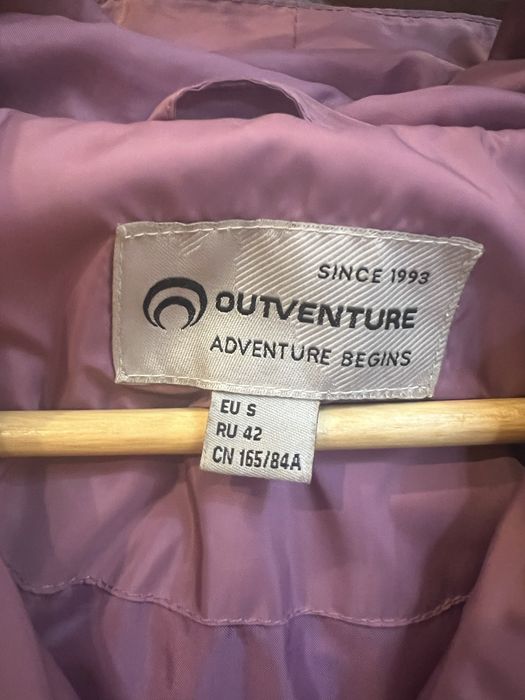 SINCE 1993
OUTVENTURE
ADVENTURE BEGINS
EU S
RU 42
CN 165/84A